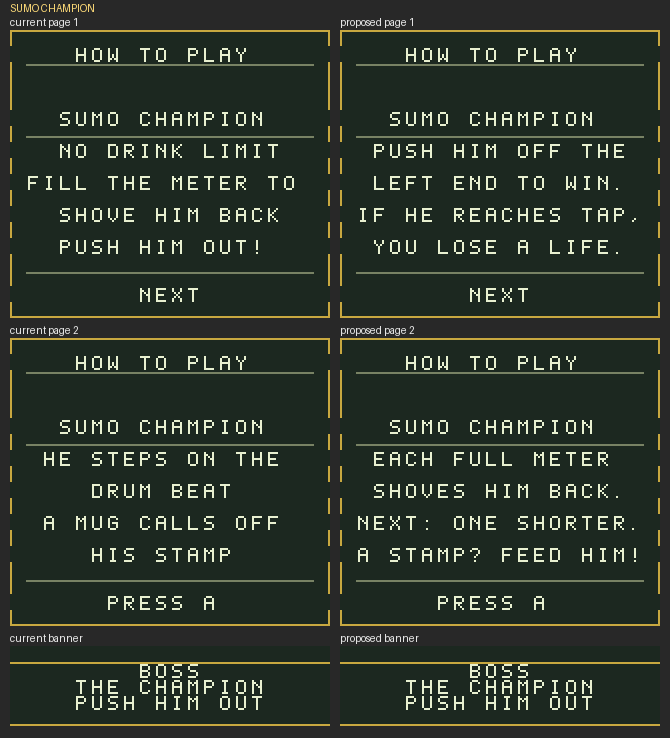 SUMO CHAMPION
current page 1
HOW TO PLAY
SUMO CHAMPION
NO DRINK LIMIT
FILL THE METER TO
SHOVE HIM BACK
PUSH HIM OUT!
NEXT
proposed page 1
HOW TO PLAY
SUMO CHAMPION
PUSH HIM OFF THE
LEFT END TO WIN.
IF HE REACHES TAP,
YOU LOSE A LIFE.
NEXT
current page 2
HOW TO PLAY
SUMO CHAMPION
HE STEPS ON THE
DRUM BEAT
A MUG CALLS OFF
HIS STAMP
PRESS A
proposed page 2
HOW TO PLAY
SUMO CHAMPION
EACH FULL METER
SHOVES HIM BACK.
NEXT: ONE SHORTER.
A STAMP? FEED HIM!
PRESS A
current banner
BOSS
THE CHAMPION
PUSH HIM OUT
proposed banner
BOSS
THE CHAMPION
PUSH HIM OUT